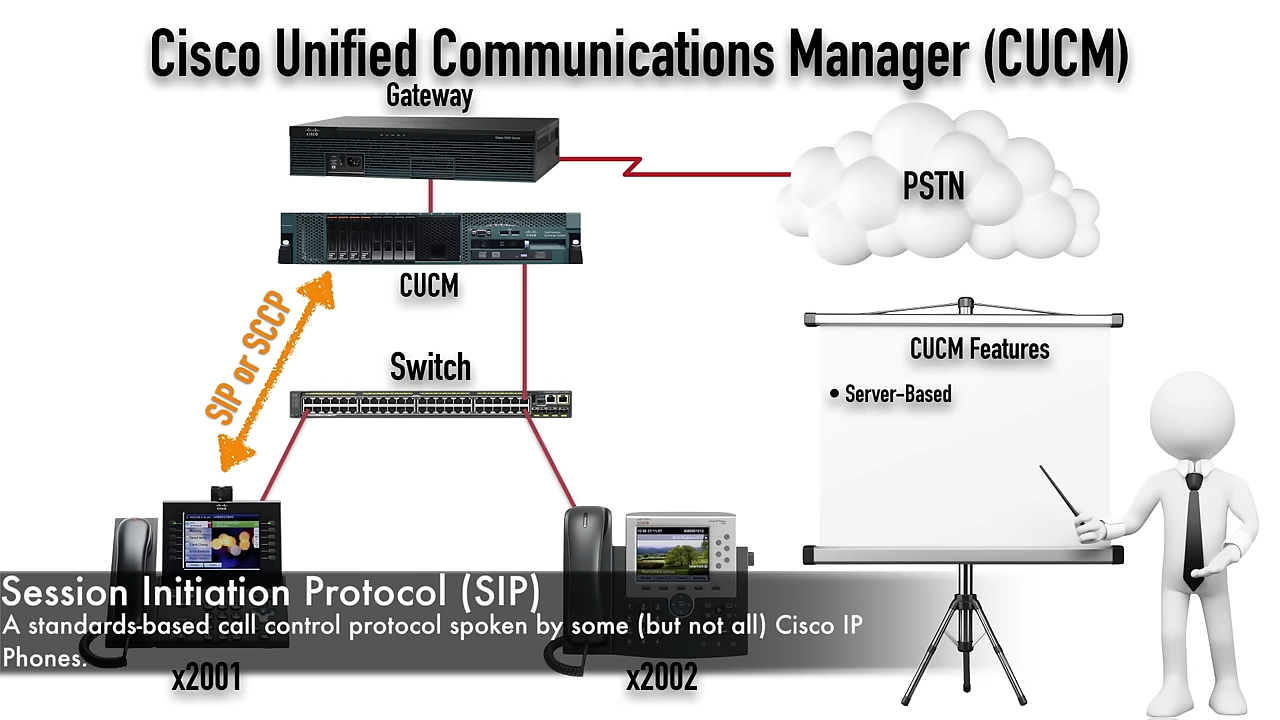 Cisco Unified Communications Manager (CUCM)
Gateway
CISCO
PSTN
CUCM
SIP or SCCP
Switch
CUCM Features
• Server-Based
Session Initiation Protocol (SIP)
A standards-based call control protocol spoken by some (but not all) Cisco IP
Phones.
x2001
x2002